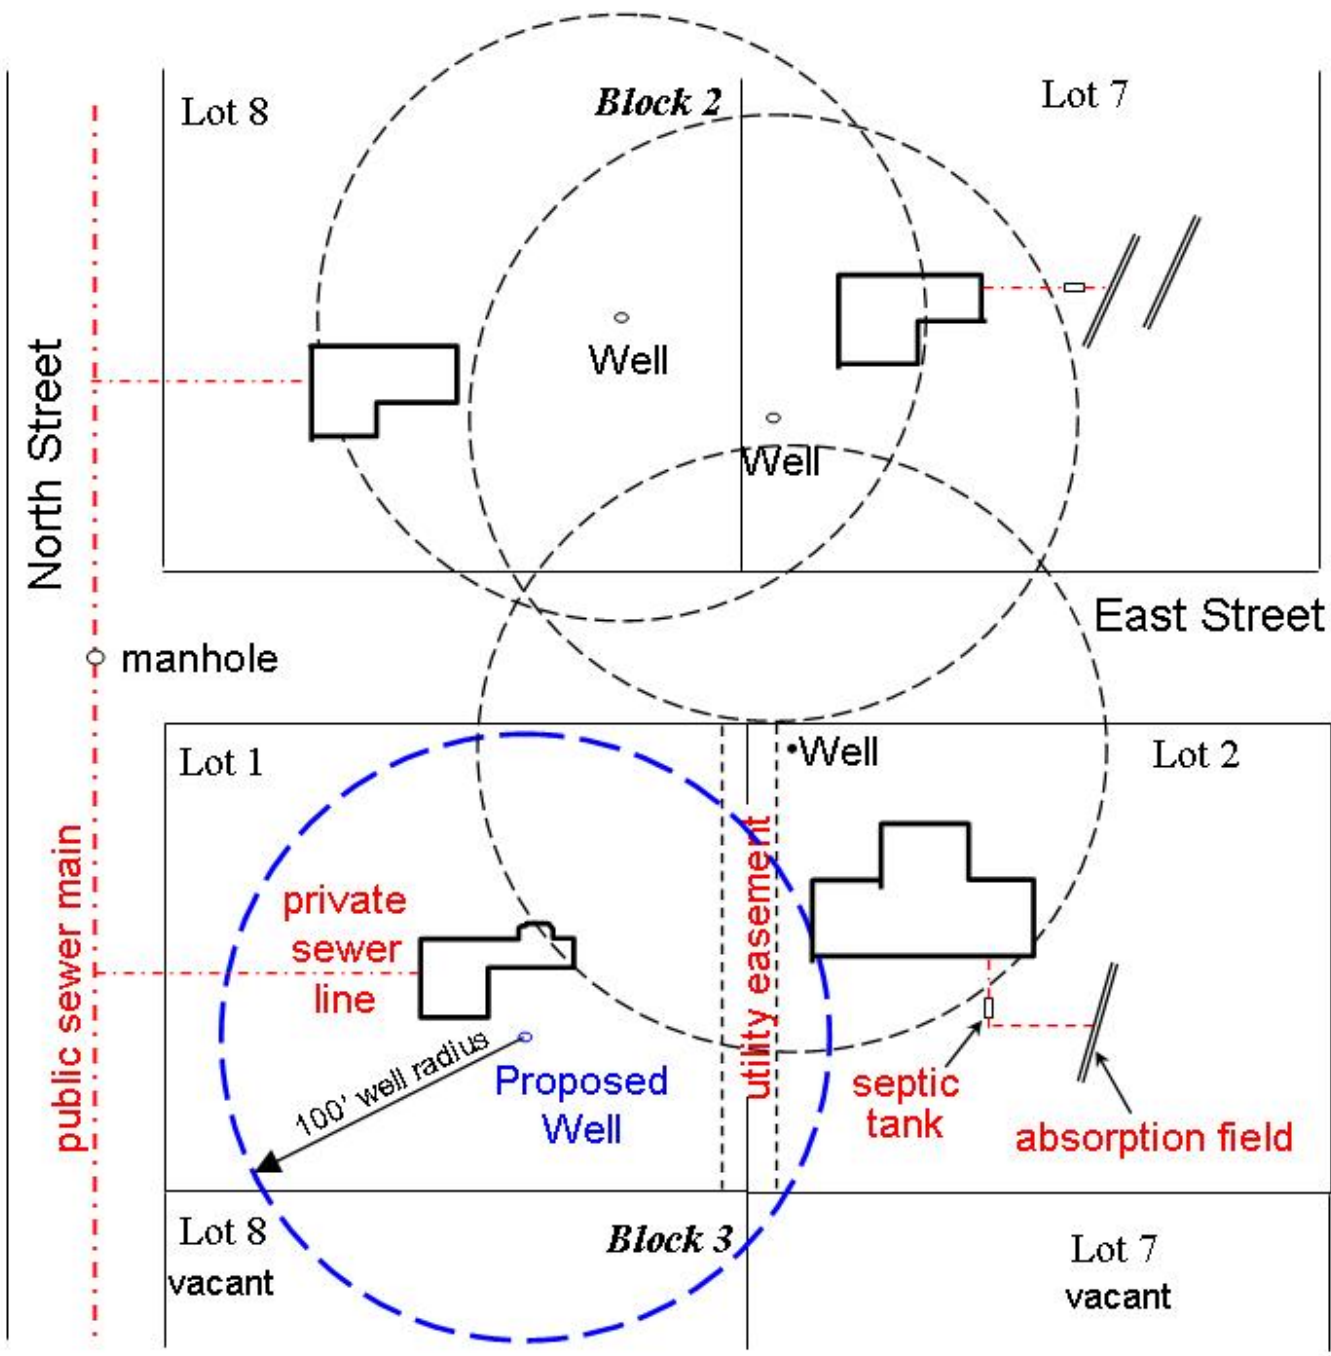 Lot 8
Block 2
Lot 7
Well
Well
North Street
East Street
manhole
Lot 1
Well
Lot 2
public sewer main
private
sewer
line
utility easement
100' well radius
Proposed
Well
septic
tank
absorption field
Lot 8
vacant
Block 3
Lot 7
vacant